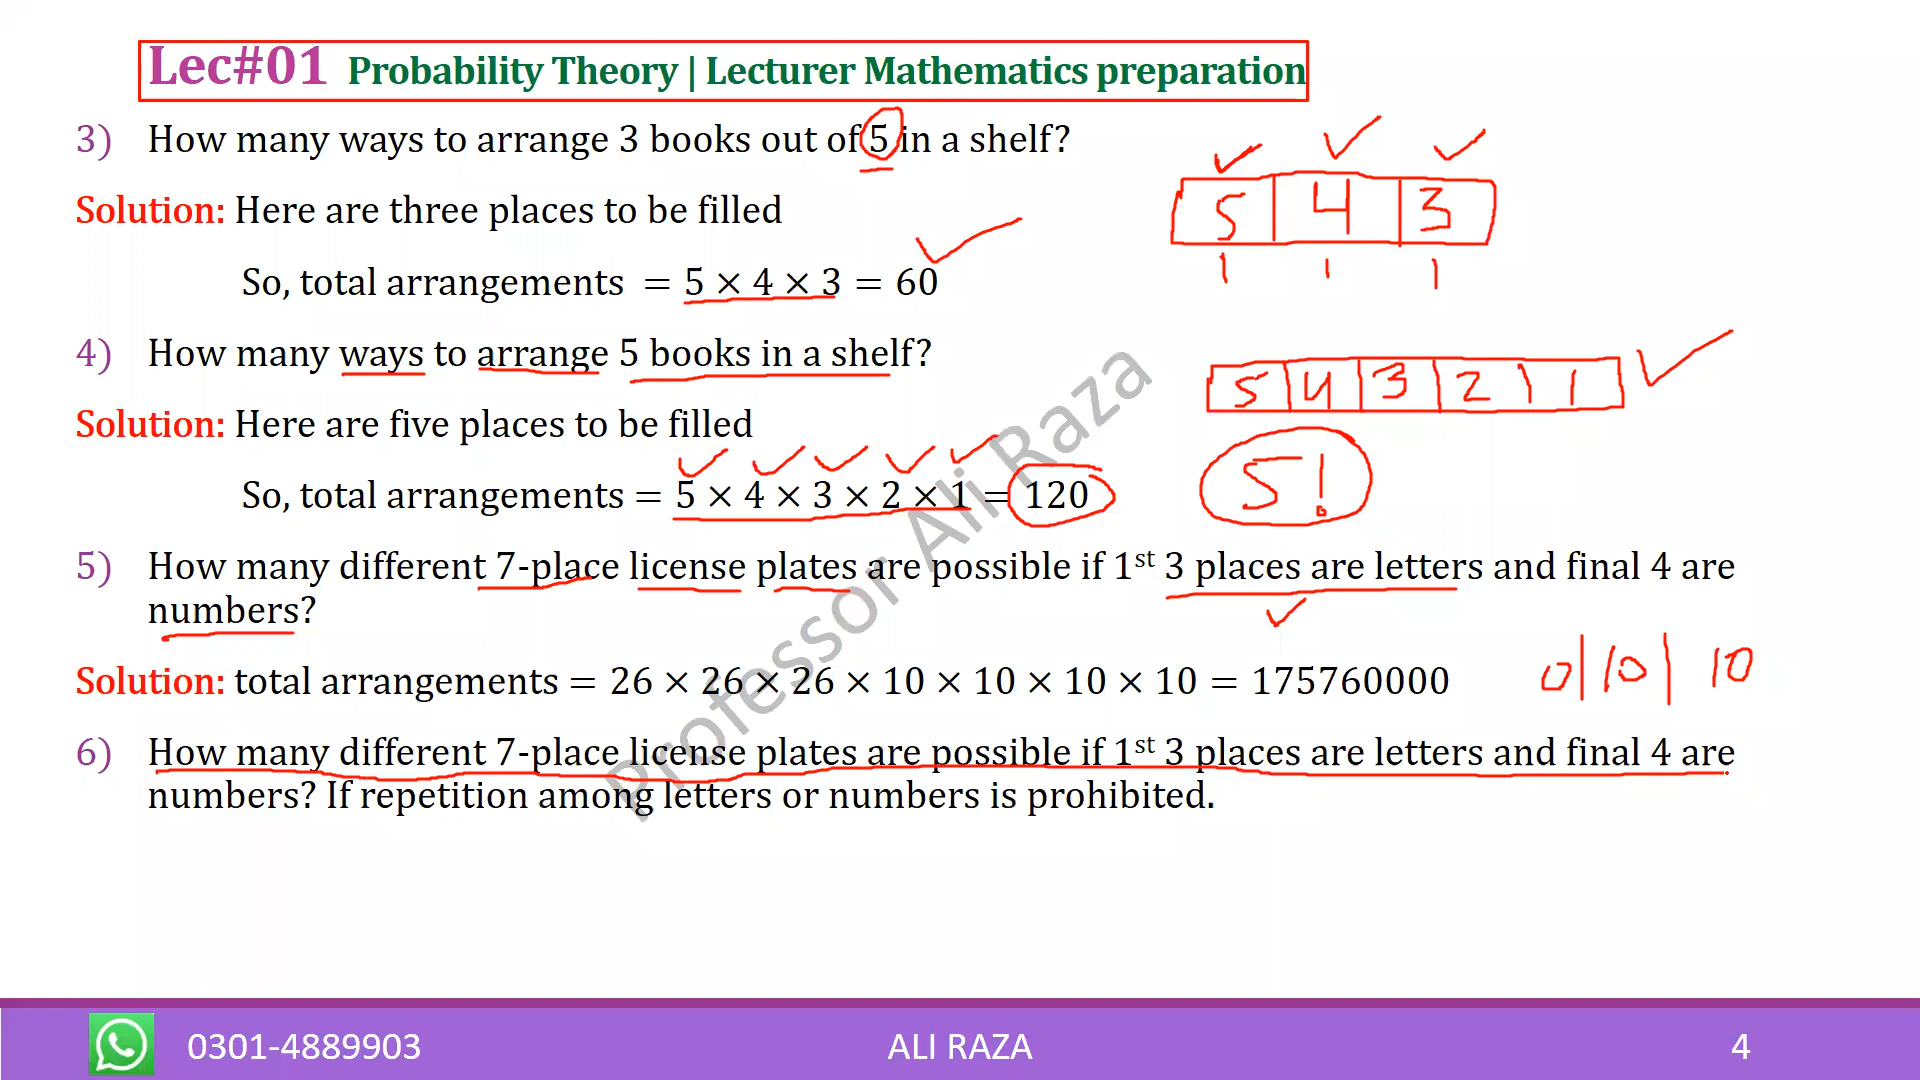 Lec#01 Probability Theory | Lecturer Mathematics preparation
3) How many ways to arrange 3 books out of 5 in a shelf?
Solution: Here are three places to be filled
5 | 4 | 3
1 1 1
So, total arrangements = 5 × 4 × 3 = 60
4) How many ways to arrange 5 books in a shelf?
5 | 4 | 3 | 2 | 1
Solution: Here are five places to be filled
So, total arrangements = 5 × 4 × 3 × 2 × 1 = 120
5!
5) How many different 7-place license plates are possible if 1st 3 places are letters and final 4 are
numbers?
Solution: total arrangements = 26 × 26 × 26 × 10 × 10 × 10 × 10 = 175760000
0 | 10 | 10
6) How many different 7-place license plates are possible if 1st 3 places are letters and final 4 are
numbers? If repetition among letters or numbers is prohibited.
Professor Ali Raza
0301-4889903
ALI RAZA
4